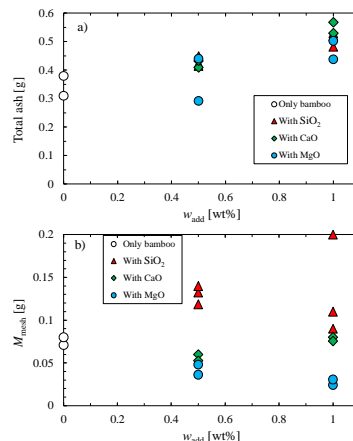 0.6
a)
0.5
0.4
0.3
0.2
0.1
0
Total ash [g]
Only bamboo
With SiO₂
With CaO
With MgO
0 0.2 0.4 0.6 0.8 1
w_add [wt%]
0.2
b)
0.15
0.1
0.05
0
M_mesh [g]
Only bamboo
With SiO₂
With CaO
With MgO
0 0.2 0.4 0.6 0.8 1
w_add [wt%]